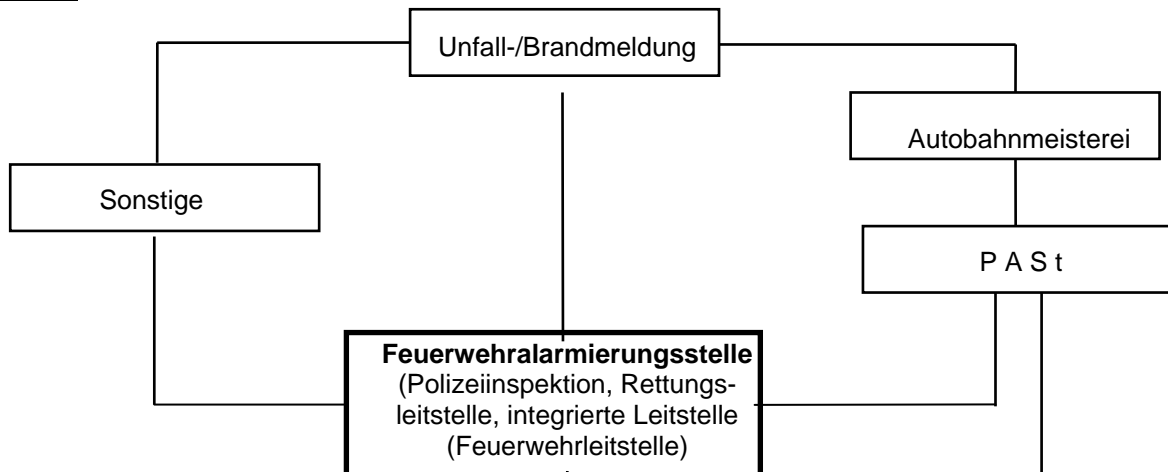 Unfall-/Brandmeldung
Autobahnmeisterei
Sonstige
P A S t
Feuerwehralarmierungsstelle
(Polizeiinspektion, Rettungs-
leitstelle, integrierte Leitstelle
(Feuerwehrleitstelle)